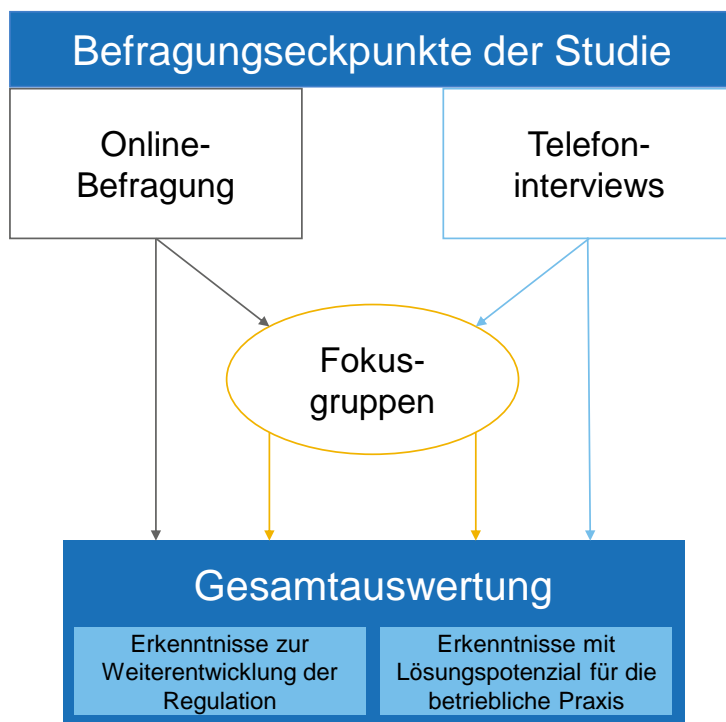 Befragungseckpunkte der Studie
Online-
Befragung
Telefon-
interviews
Fokus-
gruppen
Gesamtauswertung
Erkenntnisse zur
Weiterentwicklung der
Regulation
Erkenntnisse mit
Lösungspotenzial für die
betriebliche Praxis